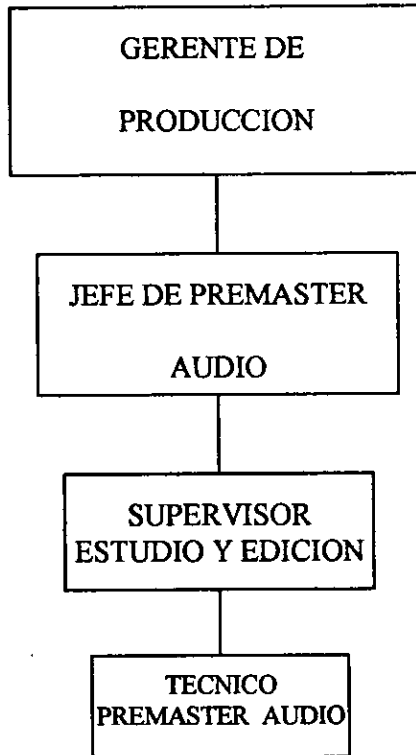 GERENTE DE
PRODUCCION
JEFE DE PREMASTER
AUDIO
SUPERVISOR
ESTUDIO Y EDICION
TECNICO
PREMASTER AUDIO